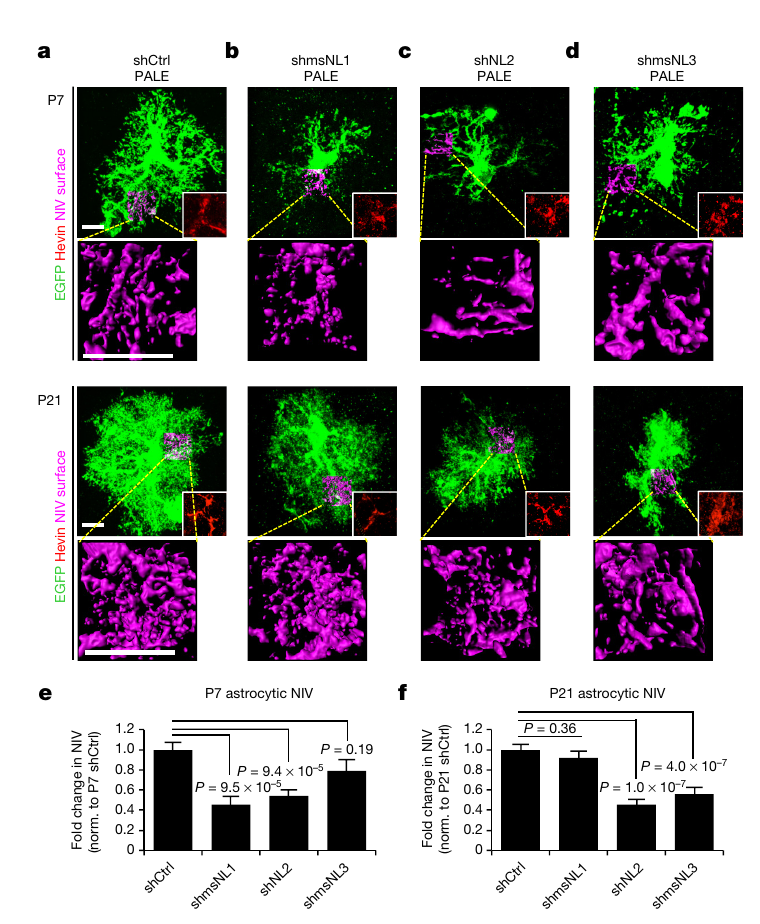 a
shCtrl
PALE
b
shmsNL1
PALE
c
shNL2
PALE
d
shmsNL3
PALE
P7
EGFP Hevin NIV surface
P21
EGFP Hevin NIV surface
e
P7 astrocytic NIV
Fold change in NIV
(norm. to P7 shCtrl)
1.2
1.0
0.8
0.6
0.4
0.2
0
P = 0.19
P = 9.4 × 10⁻⁵
P = 9.5 × 10⁻⁵
shCtrl
shmsNL1
shNL2
shmsNL3
f
P21 astrocytic NIV
Fold change in NIV
(norm. to P21 shCtrl)
1.2
1.0
0.8
0.6
0.4
0.2
0
P = 0.36
P = 4.0 × 10⁻⁷
P = 1.0 × 10⁻⁷
shCtrl
shmsNL1
shNL2
shmsNL3